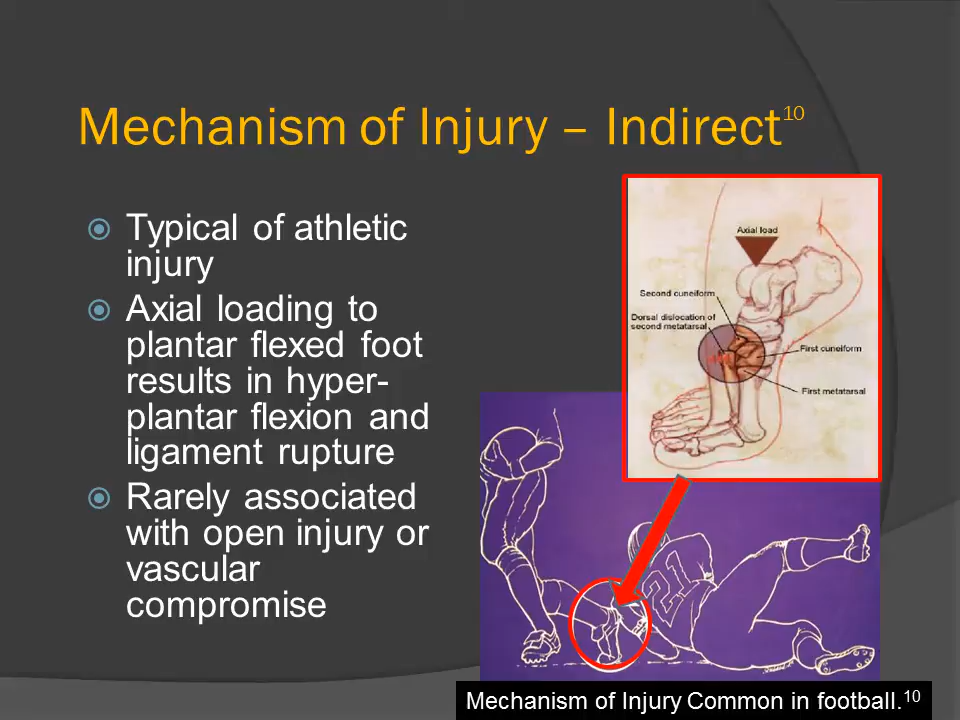 Mechanism of Injury – Indirect10
Typical of athletic
injury
Axial loading to
plantar flexed foot
results in hyper-
plantar flexion and
ligament rupture
Rarely associated
with open injury or
vascular
compromise
Axial load
Second cuneiform
Dorsal dislocation of
second metatarsal
First cuneiform
First metatarsal
21
Mechanism of Injury Common in football.10